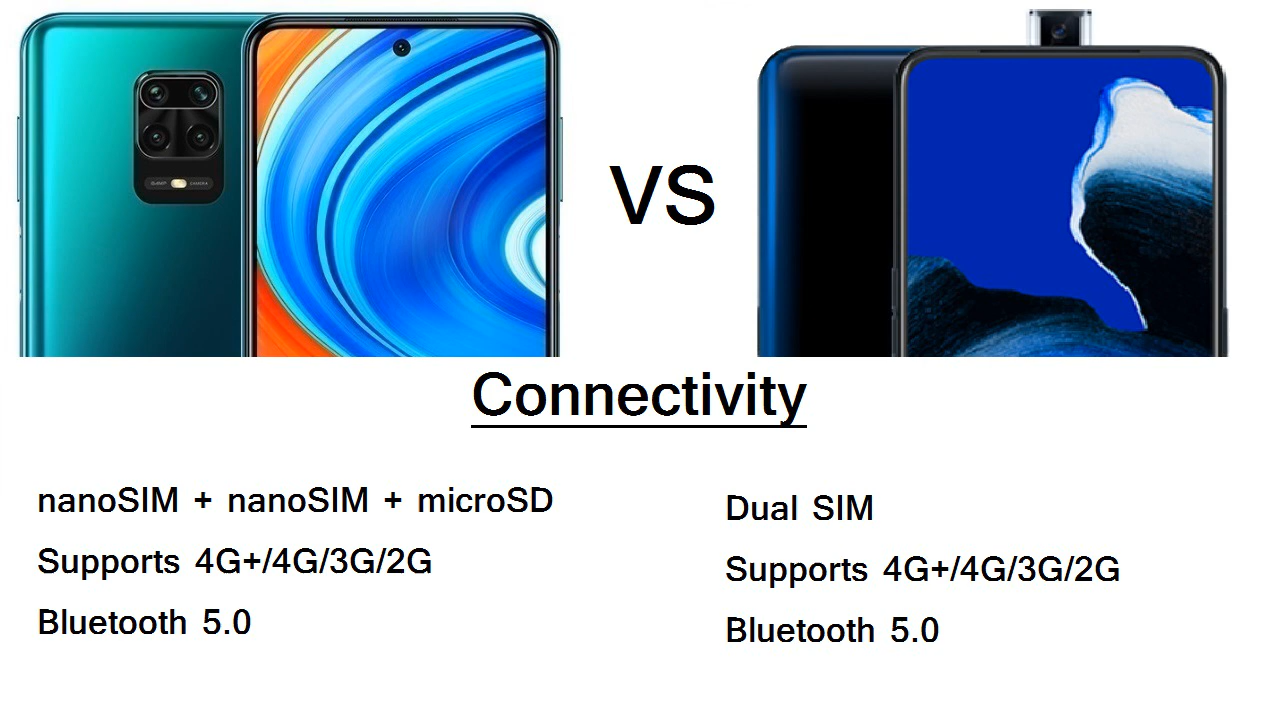 VS
Connectivity
nanoSIM + nanoSIM + microSD
Supports 4G+/4G/3G/2G
Bluetooth 5.0
Dual SIM
Supports 4G+/4G/3G/2G
Bluetooth 5.0